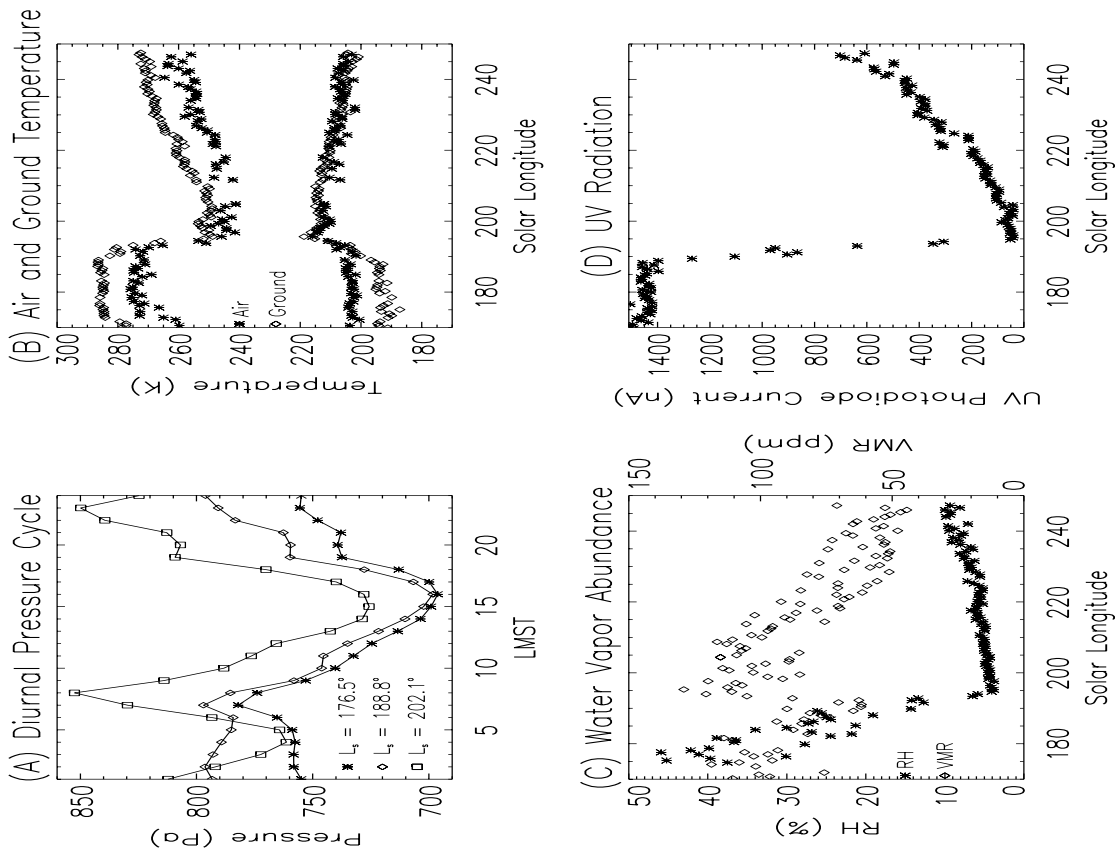 (A) Diurnal Pressure Cycle
Pressure (Pa)
850
800
750
700
5
10
15
20
LMST
Ls = 176.5°
Ls = 188.8°
Ls = 202.1°
(B) Air and Ground Temperature
Temperature (K)
300
280
260
240
220
200
180
180
200
220
240
Solar Longitude
Air
Ground
(C) Water Vapor Abundance
RH (%)
50
40
30
20
10
0
VMR (ppm)
150
100
50
0
180
200
220
240
Solar Longitude
RH
VMR
(D) UV Radiation
UV Photodiode Current (nA)
1400
1200
1000
800
600
400
200
0
180
200
220
240
Solar Longitude